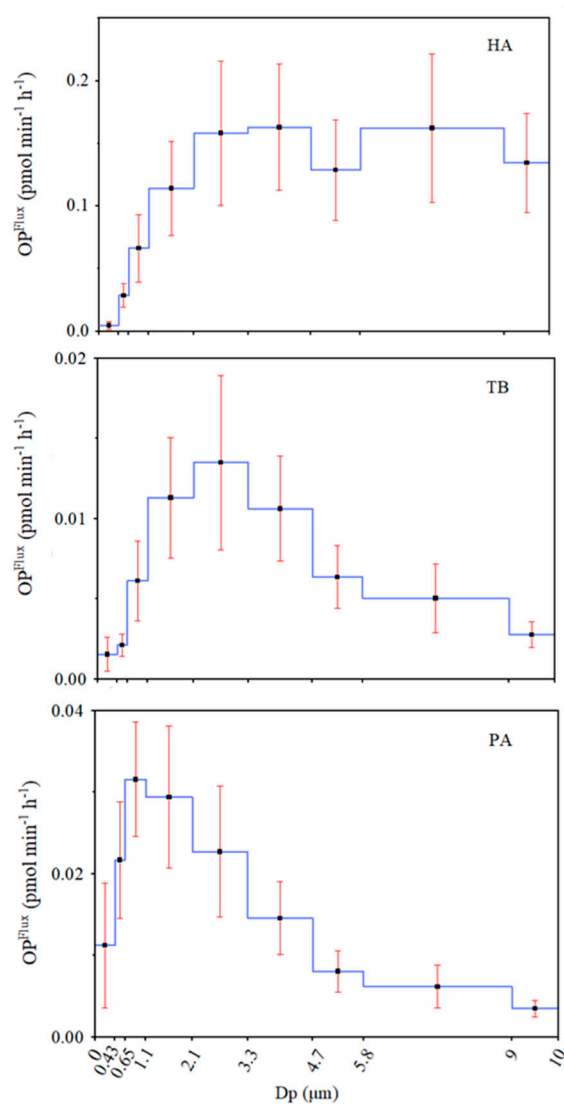 HA
0.2
0.1
0.0
OP^Flux (pmol min⁻¹ h⁻¹)
TB
0.02
0.01
0.00
OP^Flux (pmol min⁻¹ h⁻¹)
PA
0.04
0.02
0.00
OP^Flux (pmol min⁻¹ h⁻¹)
0 0.43 0.65 1.1 2.1 3.3 4.7 5.8 9 10
Dp (μm)